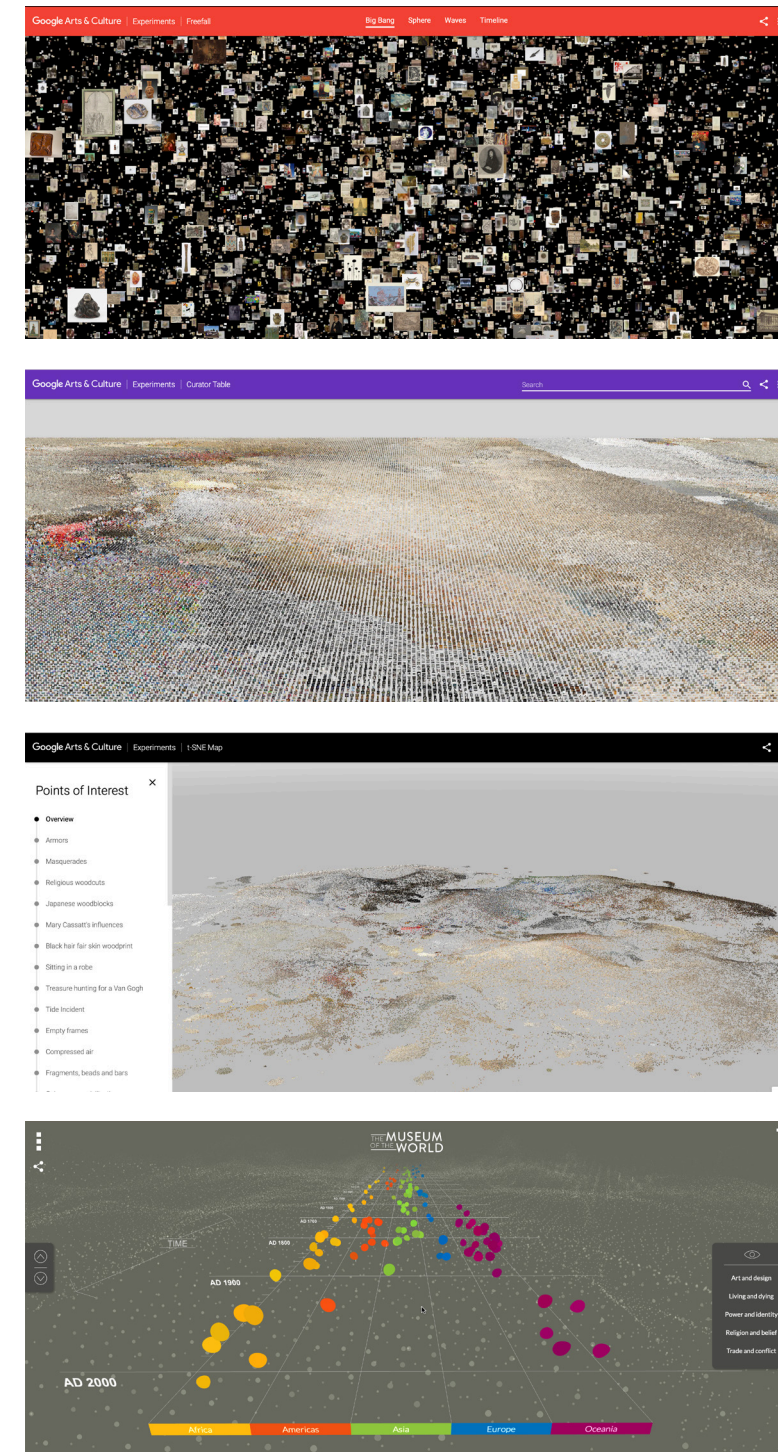 Google Arts & Culture | Experiments | Freefall
Big Bang Sphere Waves Timeline
Google Arts & Culture | Experiments | Curator Table
Search
Google Arts & Culture | Experiments | t-SNE Map
Points of Interest
Overview
Armors
Masquerades
Religious woodcuts
Japanese woodblocks
Mary Cassatt's Influences
Black hair fair skin woodprint
Sitting in a robe
Treasure hunting for a Van Gogh
Tide Incident
Empty frames
Compressed air
Fragments, beads and bars
THE MUSEUM
OF THE WORLD
AD 1700
TIME
AD 1800
AD 1900
AD 2000
Art and design
Living and dying
Power and identity
Religion and belief
Trade and conflict
Africa Americas Asia Europe Oceania